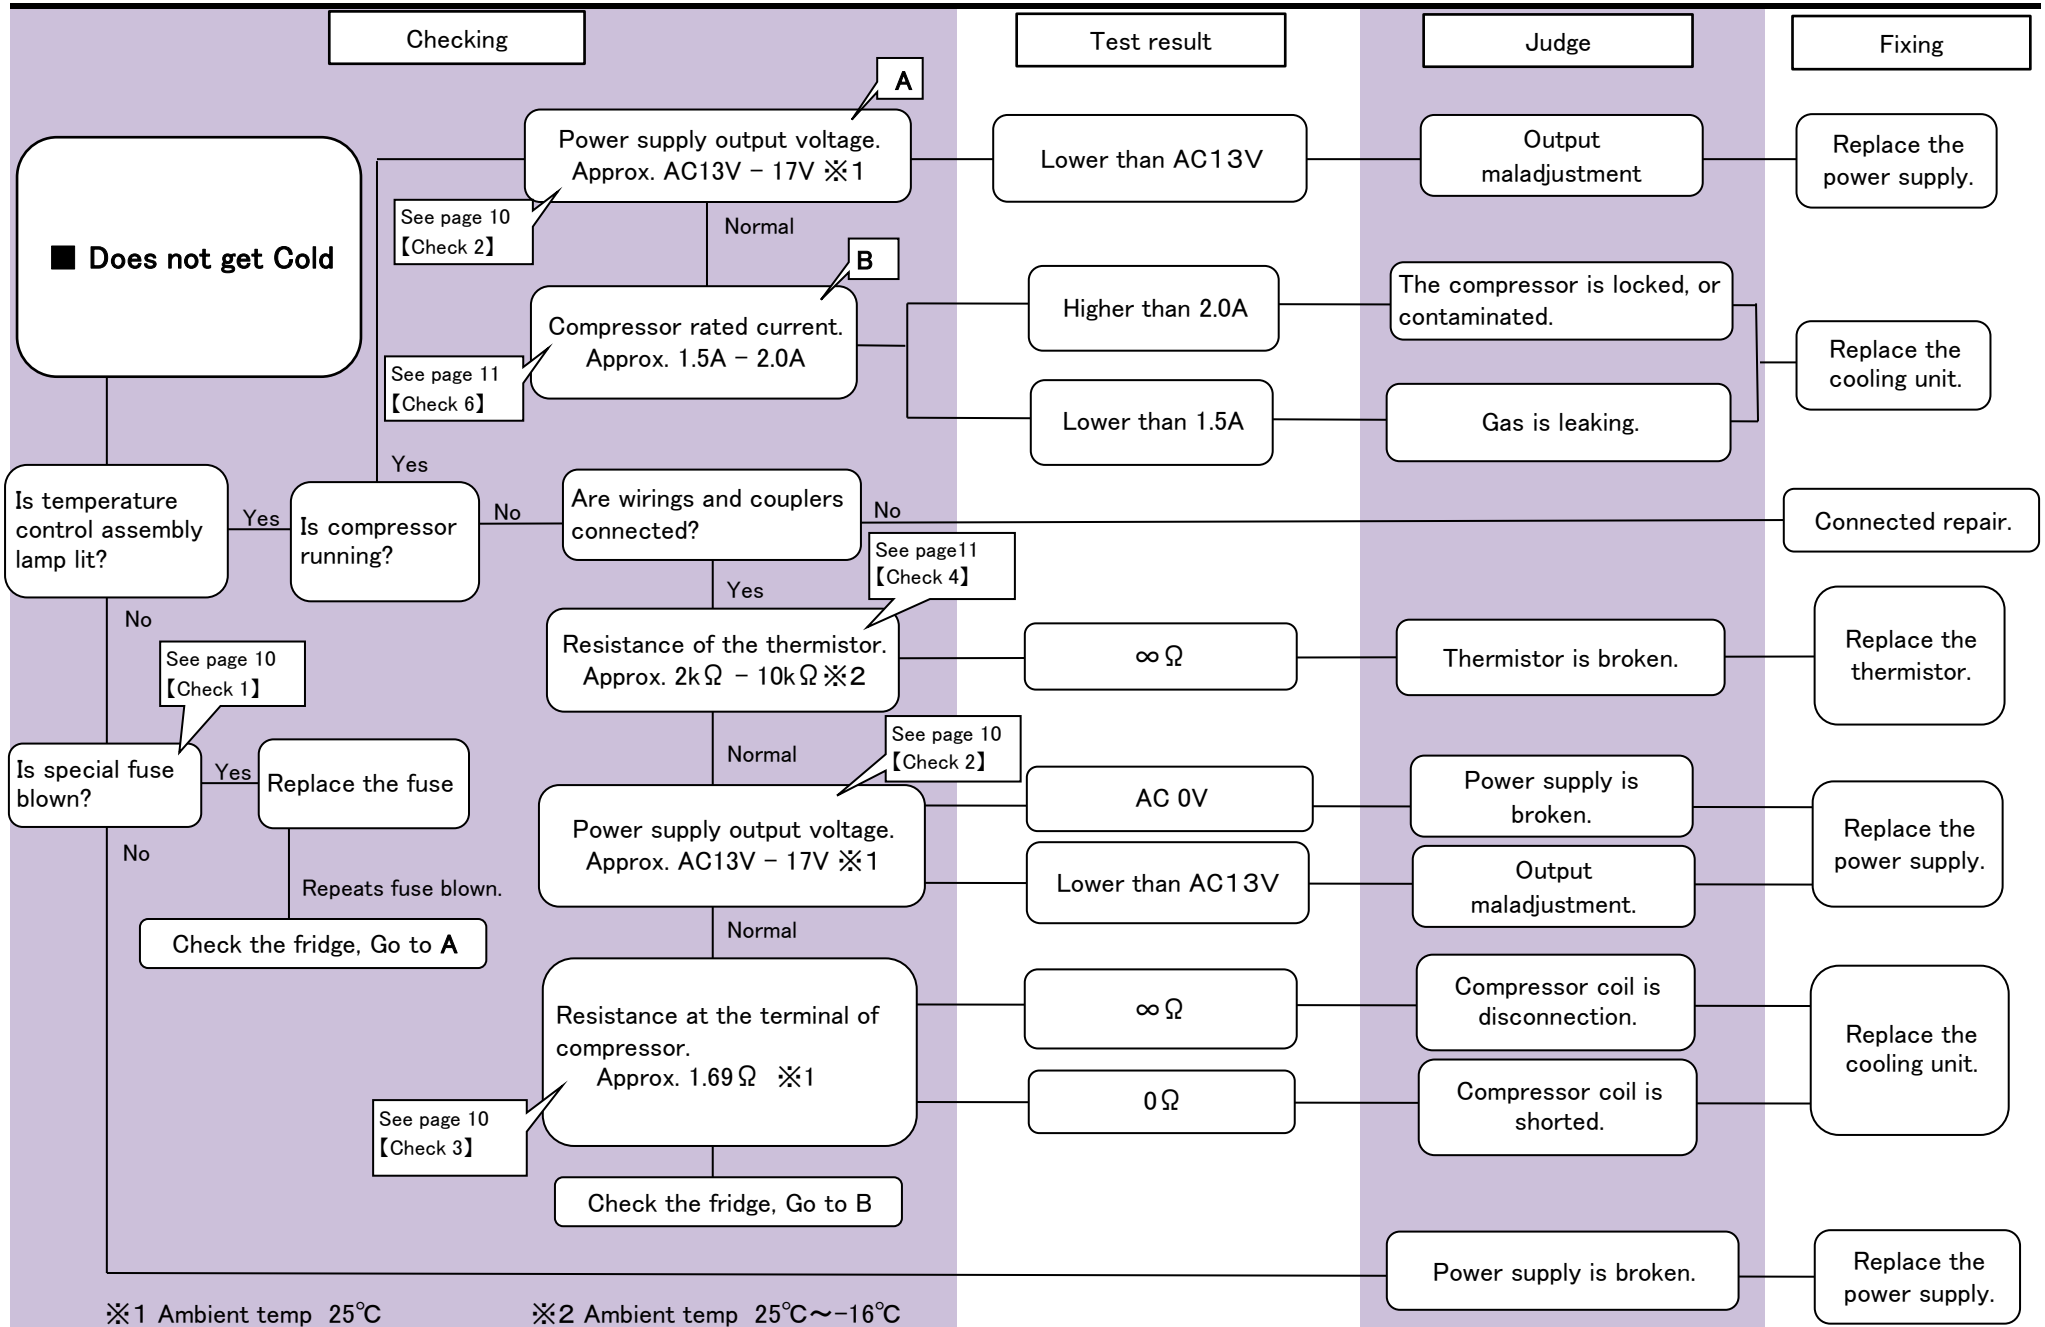 Checking
Test result
Judge
Fixing
A
Power supply output voltage.
Approx. AC13V - 17V ※1
Lower than AC13V
Output
maladjustment
Replace the
power supply.
See page 10
【Check 2】
Normal
■ Does not get Cold
B
Compressor rated current.
Approx. 1.5A - 2.0A
See page 11
【Check 6】
Higher than 2.0A
The compressor is locked, or
contaminated.
Lower than 1.5A
Gas is leaking.
Replace the
cooling unit.
Yes
Is temperature
control assembly
lamp lit?
Yes
Is compressor
running?
No
Are wirings and couplers
connected?
No
Connected repair.
See page11
【Check 4】
Yes
No
Resistance of the thermistor.
Approx. 2kΩ - 10kΩ※2
∞Ω
Thermistor is broken.
Replace the
thermistor.
See page 10
【Check 1】
Normal
See page 10
【Check 2】
Is special fuse
blown?
Yes
Replace the fuse
No
Repeats fuse blown.
Check the fridge, Go to A
Power supply output voltage.
Approx. AC13V - 17V ※1
AC 0V
Power supply is
broken.
Lower than AC13V
Output
maladjustment.
Replace the
power supply.
Normal
Resistance at the terminal of
compressor.
Approx. 1.69Ω ※1
See page 10
【Check 3】
∞Ω
Compressor coil is
disconnection.
0Ω
Compressor coil is
shorted.
Replace the
cooling unit.
Check the fridge, Go to B
Power supply is broken.
Replace the
power supply.
※1 Ambient temp 25℃
※2 Ambient temp 25℃～-16℃